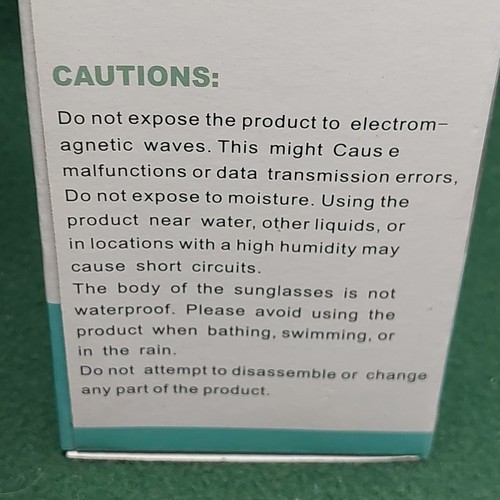 CAUTIONS:
Do not expose the product to electrom-
agnetic waves. This might Caus e
malfunctions or data transmission errors,
Do not expose to moisture. Using the
product near water, other liquids, or
in locations with a high humidity may
cause short circuits.
The body of the sunglasses is not
waterproof. Please avoid using the
product when bathing, swimming, or
in the rain.
Do not attempt to disassemble or change
any part of the product.